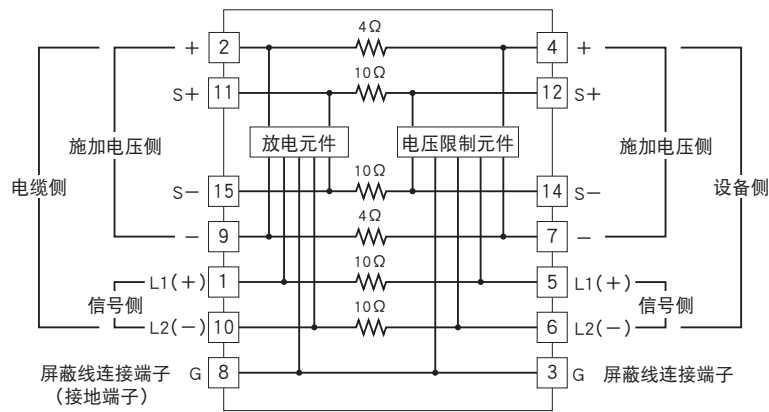 4Ω
+ 2 4 +
10Ω
S+ 11 12 S+
放电元件 电压限制元件
施加电压侧 施加电压侧
电缆侧 设备侧
10Ω
S− 15 14 S−
4Ω
− 9 7 −
10Ω
L1(+) 1 5 L1(+)
信号侧 信号侧
10Ω
L2(−) 10 6 L2(−)
屏蔽线连接端子 G 8 3 G 屏蔽线连接端子
（接地端子）